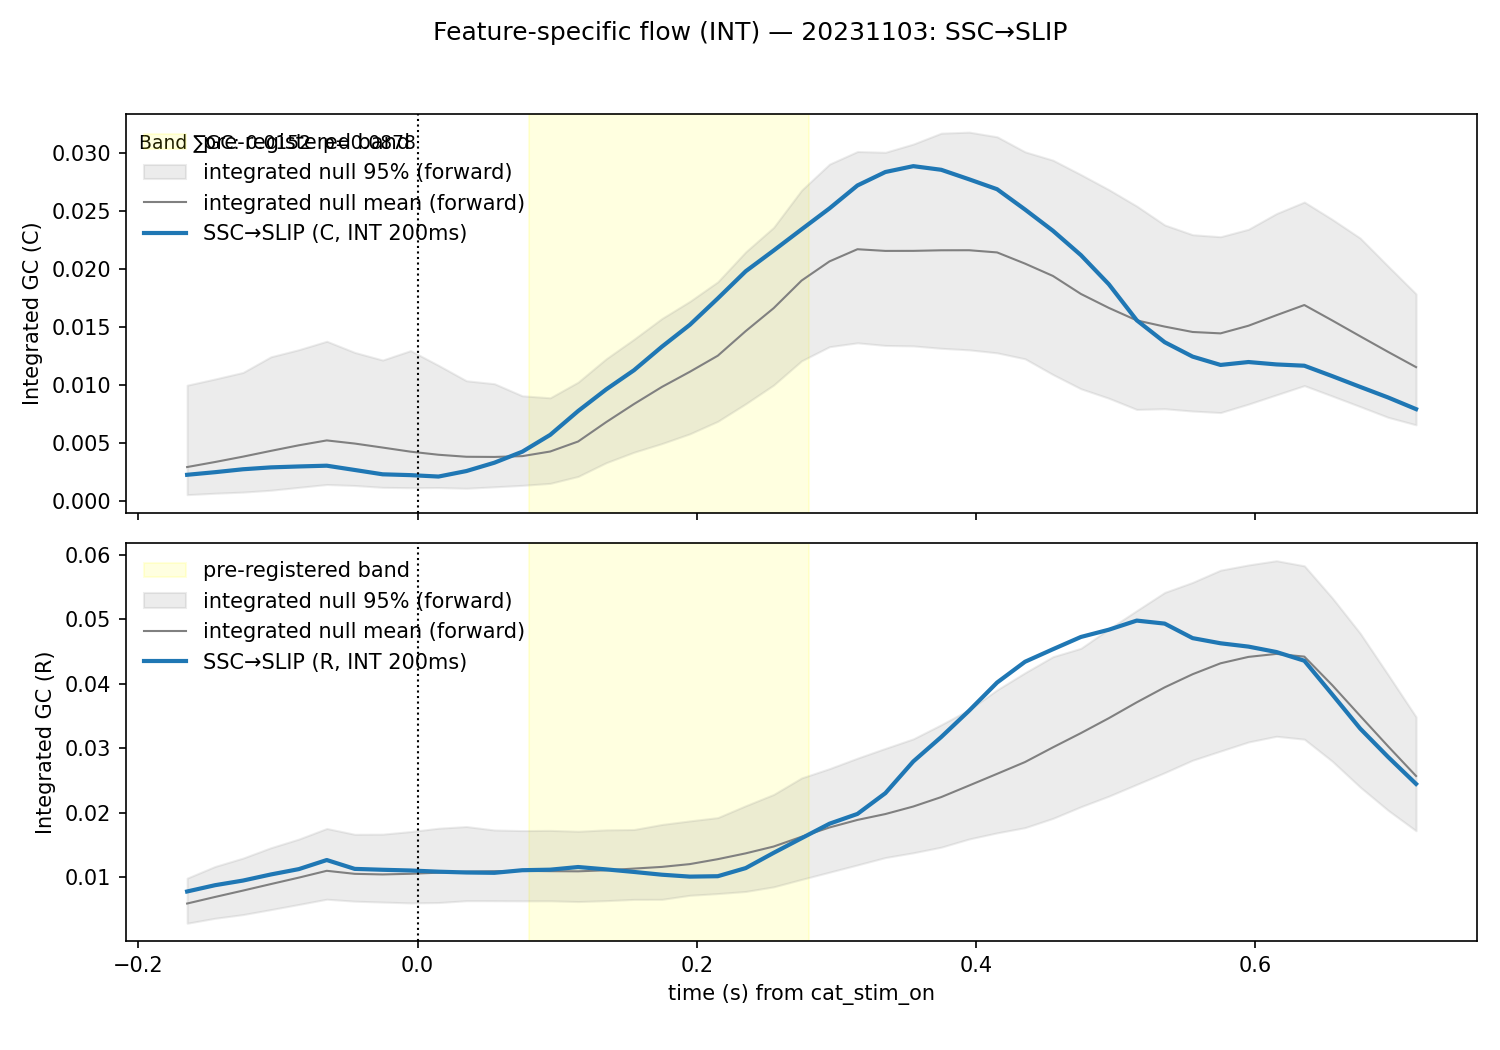 Feature-specific flow (INT) — 20231103: SSC→SLIP
Integrated GC (C)
0.030
0.025
0.020
0.015
0.010
0.005
0.000
Band ∑GC: 0.0152 p=0.0873
pre-registered band
integrated null 95% (forward)
integrated null mean (forward)
SSC→SLIP (C, INT 200ms)
Integrated GC (R)
0.06
0.05
0.04
0.03
0.02
0.01
pre-registered band
integrated null 95% (forward)
integrated null mean (forward)
SSC→SLIP (R, INT 200ms)
−0.2 0.0 0.2 0.4 0.6
time (s) from cat_stim_on